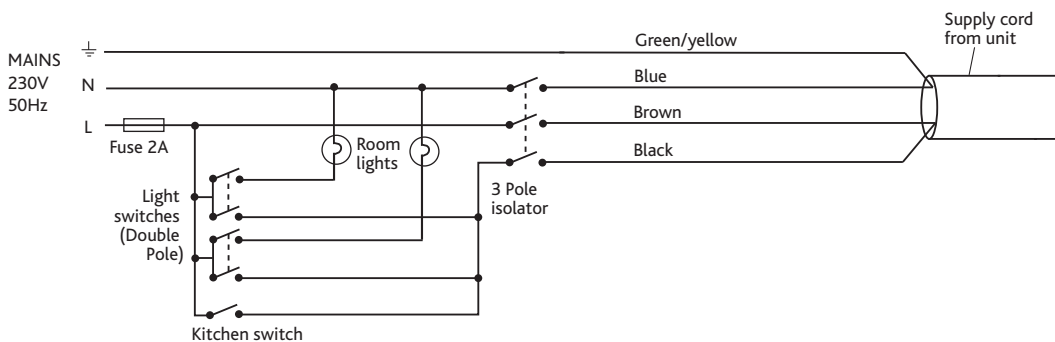 Supply cord
from unit
Green/yellow
MAINS
230V
50Hz
N
Blue
L
Brown
Fuse 2A
Room
lights
Black
Light
switches
(Double
Pole)
3 Pole
isolator
Kitchen switch